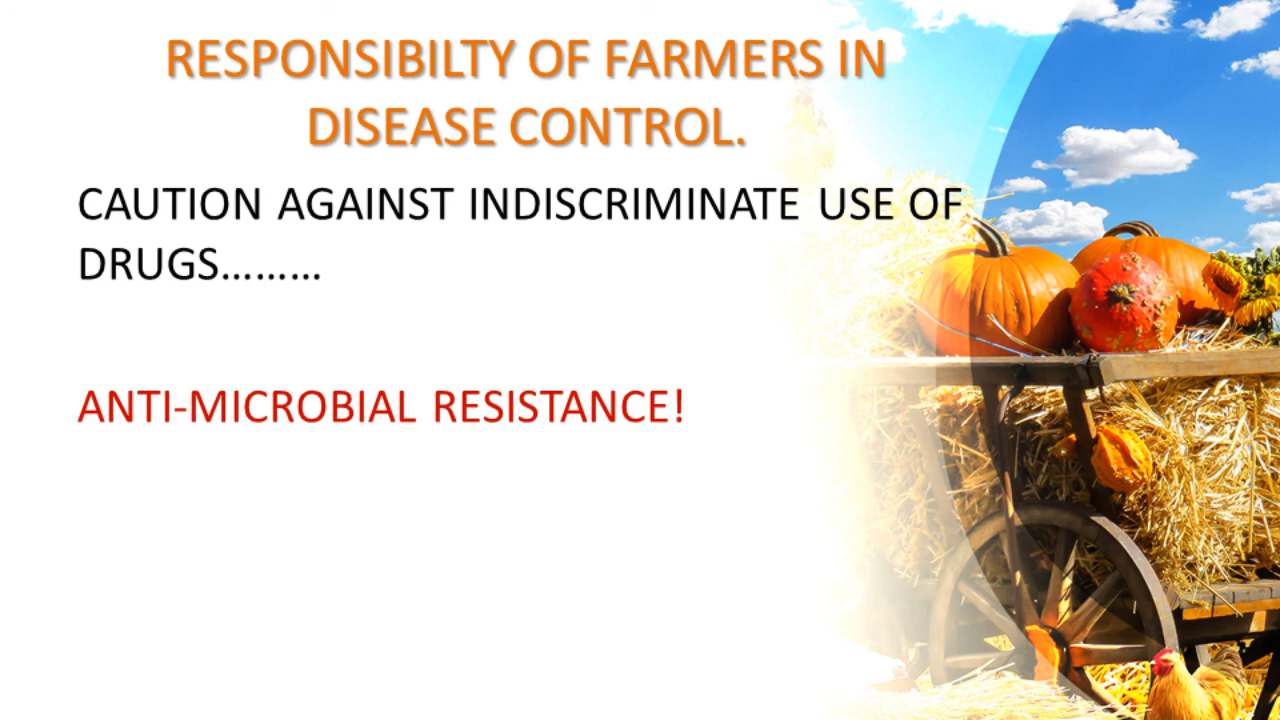 RESPONSIBILTY OF FARMERS IN
DISEASE CONTROL.
CAUTION AGAINST INDISCRIMINATE USE OF
DRUGS………
ANTI-MICROBIAL RESISTANCE!